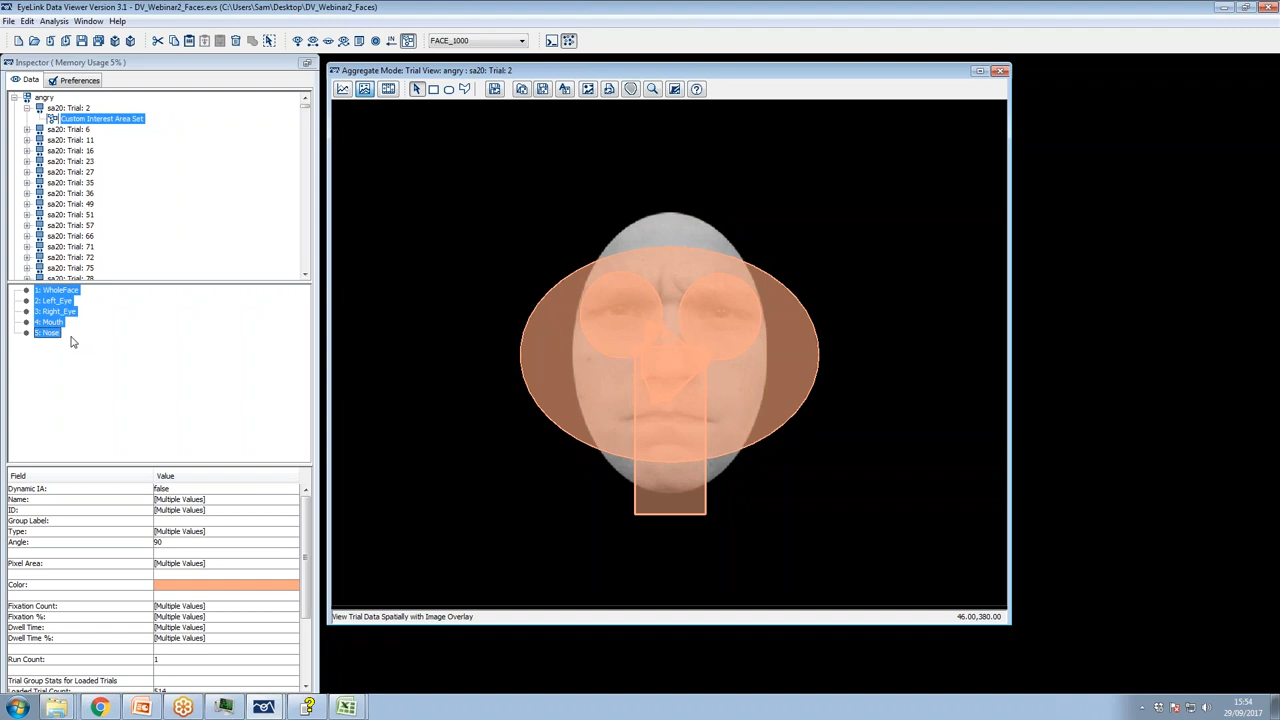 EyeLink Data Viewer Version 3.1 - DV_Webinar2_Faces.evs (C:\Users\Sam\Desktop\DV_Webinar2_Faces)
File Edit Analysis Window Help
IN FACE_1000
Inspector ( Memory Usage 5% )
Data Preferences
angry
sa20: Trial: 2
Custom Interest Area Set
sa20: Trial: 6
sa20: Trial: 11
sa20: Trial: 16
sa20: Trial: 23
sa20: Trial: 27
sa20: Trial: 35
sa20: Trial: 36
sa20: Trial: 49
sa20: Trial: 51
sa20: Trial: 57
sa20: Trial: 66
sa20: Trial: 71
sa20: Trial: 72
sa20: Trial: 75
sa20: Trial: 78
1: WholeFace
2: Left_Eye
3: Right_Eye
4: Mouth
5: Nose
Field Value
Dynamic IA: false
Name: [Multiple Values]
ID: [Multiple Values]
Group Label:
Type: [Multiple Values]
Angle: 90
Pixel Area: [Multiple Values]
Color:
Fixation Count: [Multiple Values]
Fixation %: [Multiple Values]
Dwell Time: [Multiple Values]
Dwell Time %: [Multiple Values]
Run Count: 1
Trial Group Stats for Loaded Trials
Loaded Trial Count: 514
Aggregate Mode: Trial View: angry : sa20: Trial: 2
View Trial Data Spatially with Image Overlay 46.00,380.00
15:54
29/09/2017